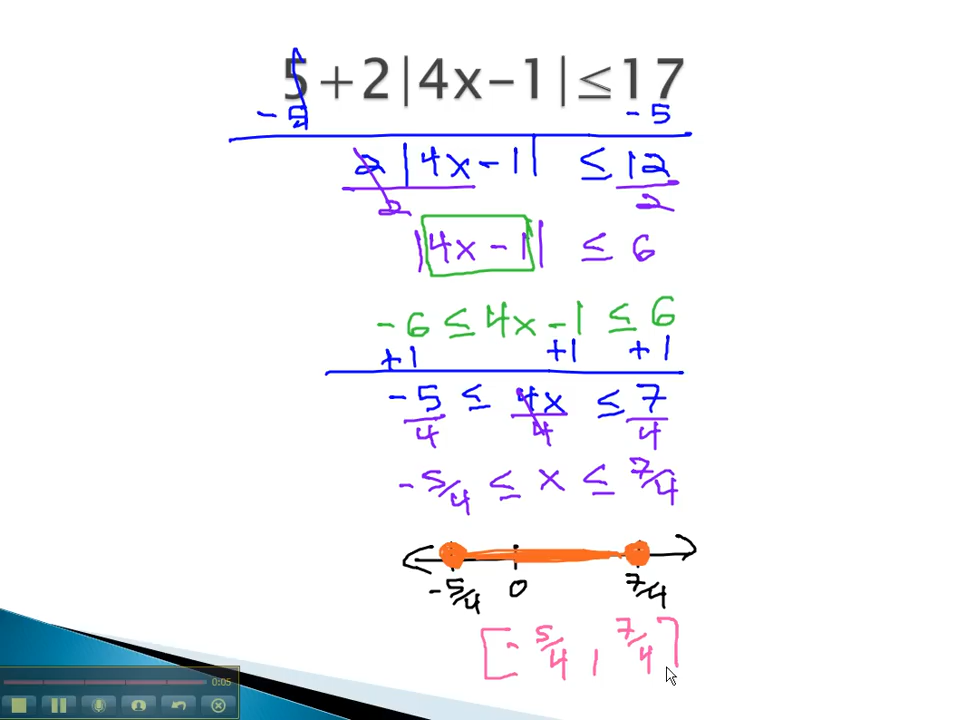 5+2|4x−1|≤17
−5 −5
2|4x−1| ≤ 12
2 2
|4x−1| ≤ 6
−6 ≤ 4x−1 ≤ 6
+1 +1 +1
−5 ≤ 4x ≤ 7
4 4 4
−5/4 ≤ x ≤ 7/4
−5/4 0 7/4
[−5/4, 7/4]
0:05